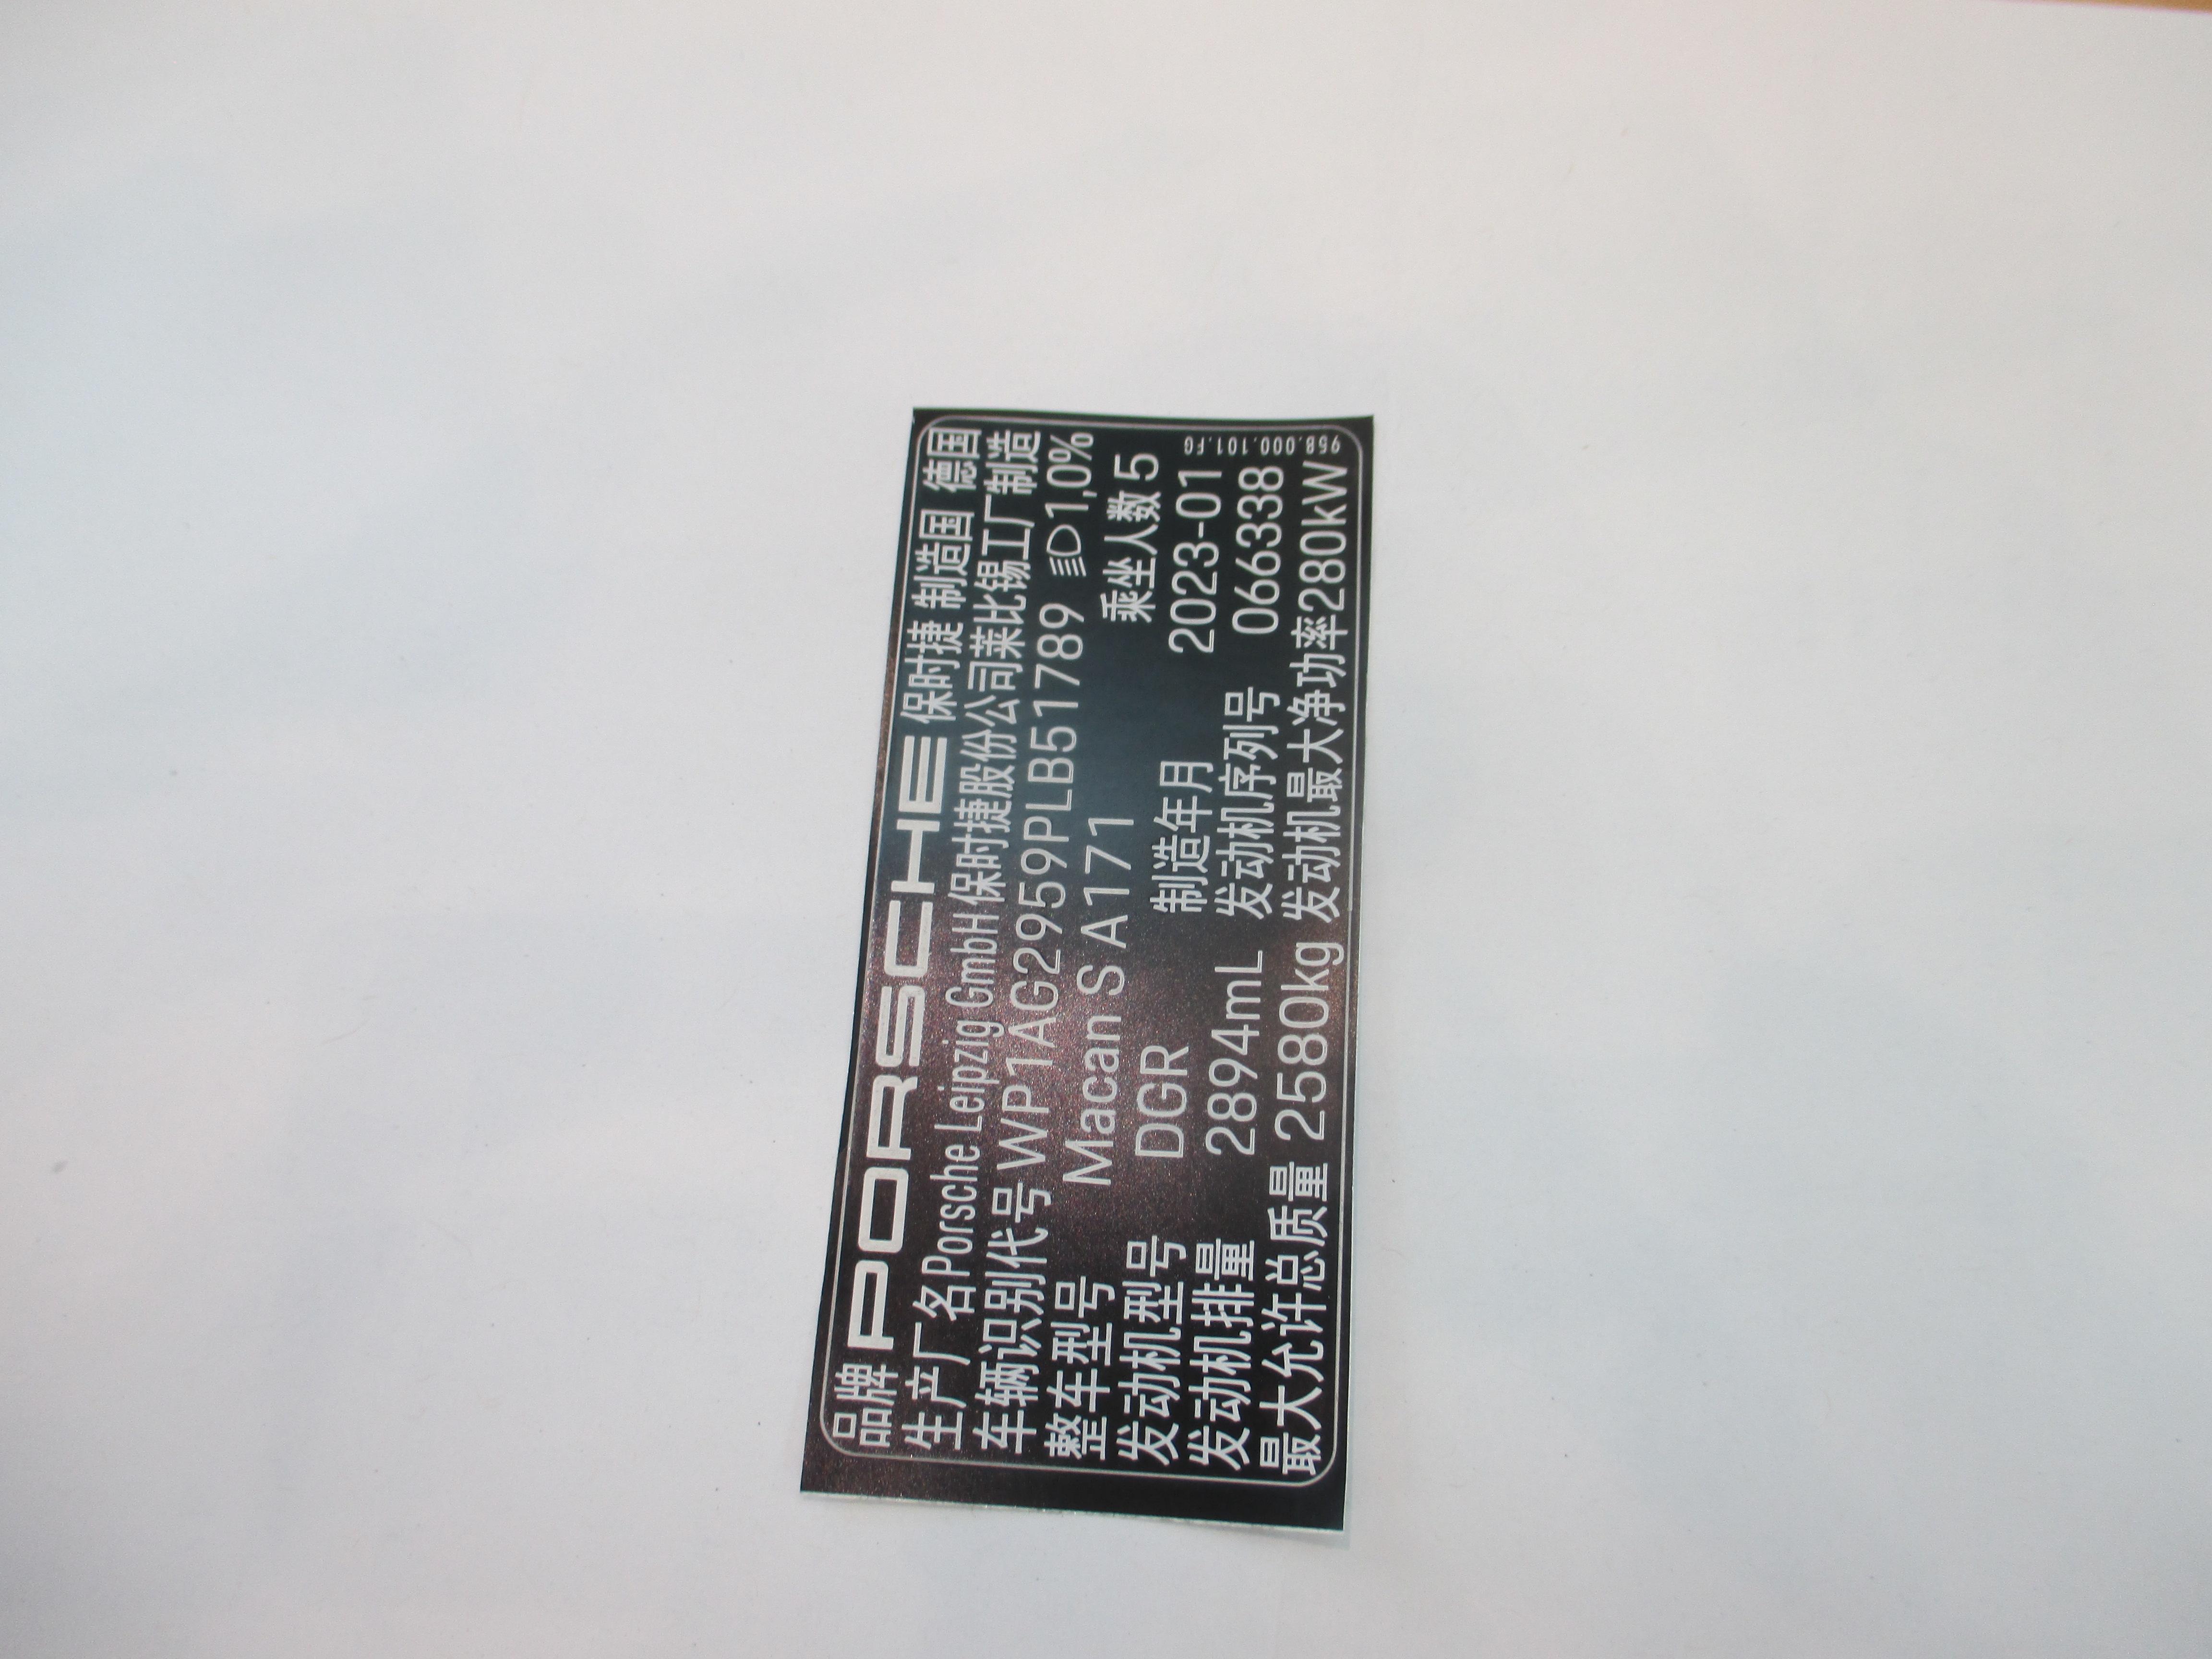 品牌 PORSCHE 保时捷 制造国 德国
生产厂名 Porsche Leipzig GmbH 保时捷股份公司莱比锡工厂制造
车辆识别代号 WP1AG2959PLB51789 1,0%
整车型号 Macan S A171 乘坐人数 5
发动机型号 DGR 制造年月 2023-01
发动机排量 2894mL 发动机序列号 066338
最大允许总质量 2580kg 发动机最大净功率 280kW
958.000.101.FG